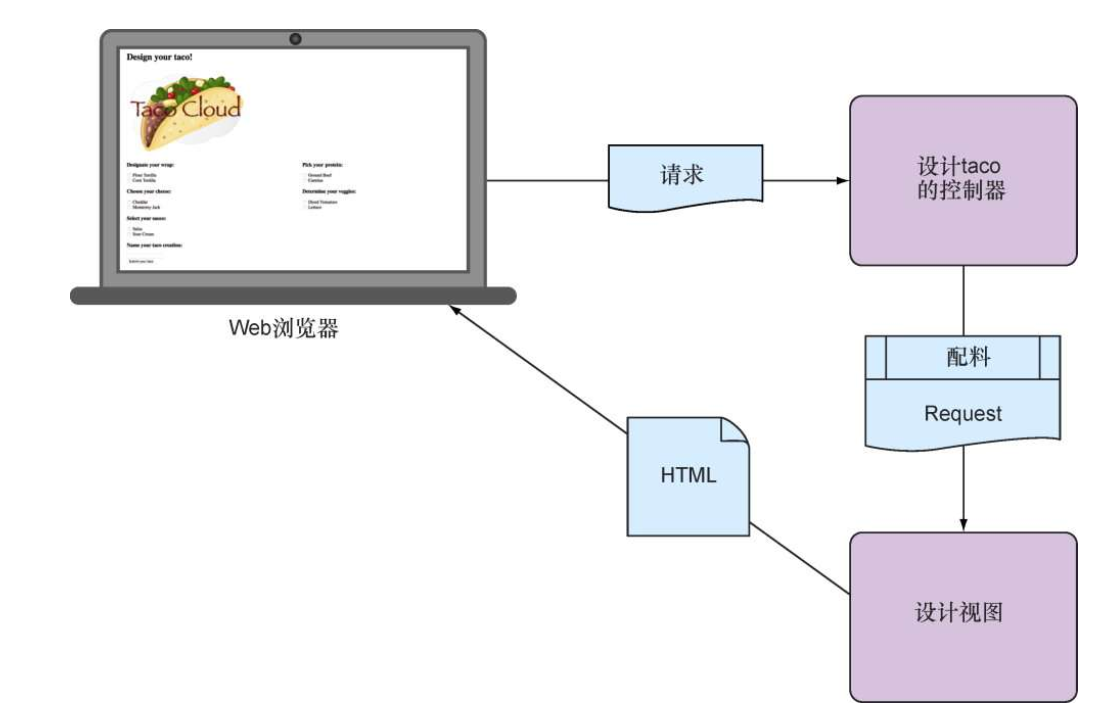 Design your taco!
Taco Cloud
Designate your wrap:
Flour Tortilla
Corn Tortilla
Choose your cheese:
Cheddar
Monterrey Jack
Select your sauce:
Salsa
Sour Cream
Name your taco creation:
Submit your taco
Pick your protein:
Ground Beef
Carnitas
Determine your veggies:
Diced Tomatoes
Lettuce
Web浏览器
请求
设计taco
的控制器
配料
Request
HTML
设计视图